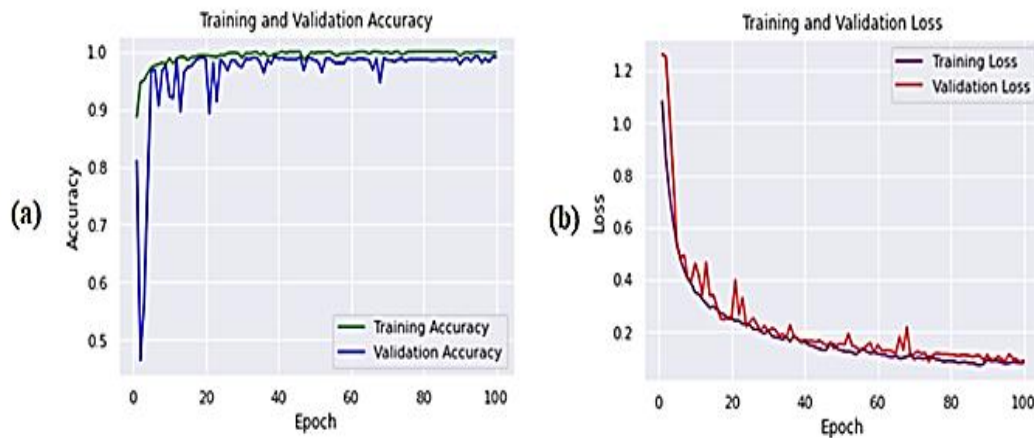 Training and Validation Accuracy
1.0
0.9
0.8
0.7
0.6
0.5
Accuracy
(a)
Training Accuracy
Validation Accuracy
0 20 40 60 80 100
Epoch
Training and Validation Loss
Training Loss
Validation Loss
1.2
1.0
0.8
0.6
0.4
0.2
Loss
(b)
0 20 40 60 80 100
Epoch